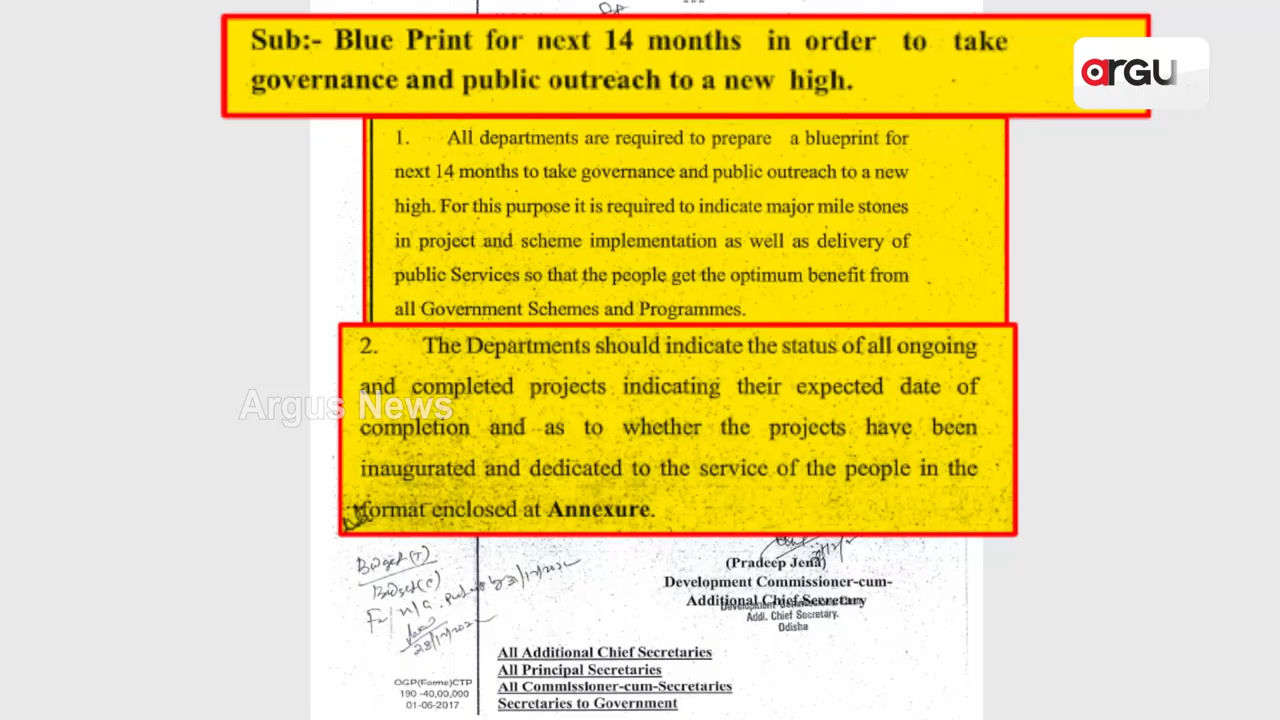 Sub:- Blue Print for next 14 months in order to take
governance and public outreach to a new high.
ARGU
1. All departments are required to prepare a blueprint for
next 14 months to take governance and public outreach to a new
high. For this purpose it is required to indicate major mile stones
in project and scheme implementation as well as delivery of
public Services so that the people get the optimum benefit from
all Government Schemes and Programmes.
2. The Departments should indicate the status of all ongoing
and completed projects indicating their expected date of
Argus News
completion and as to whether the projects have been
inaugurated and dedicated to the service of the people in the
format enclosed at Annexure.
(Pradeep Jena)
Development Commissioner-cum-
Additional Chief Secretary
Addl. Chief Secretary.
Odisha
Budget(T)
Budget(C)
All Additional Chief Secretaries
All Principal Secretaries
All Commissioner-cum-Secretaries
Secretaries to Government
OGP(Forms)CTP
190 -40,00,000
01-06-2017